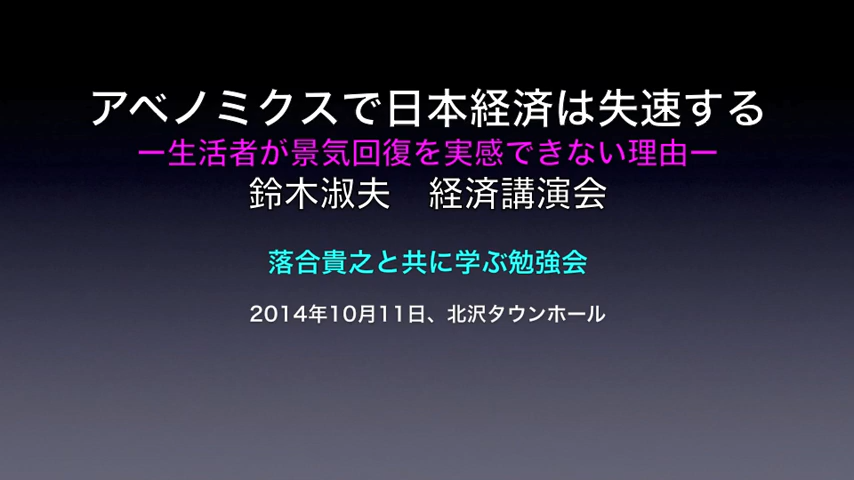 アベノミクスで日本経済は失速する
ー生活者が景気回復を実感できない理由ー
鈴木淑夫　経済講演会
落合貴之と共に学ぶ勉強会
2014年10月11日、北沢タウンホール